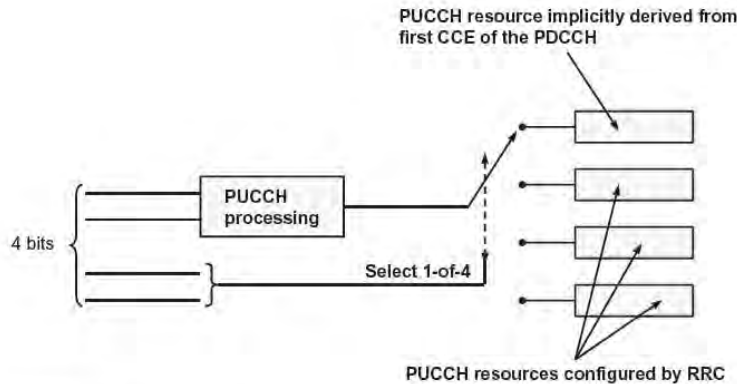 PUCCH resource implicitly derived from
first CCE of the PDCCH
PUCCH
processing
4 bits
Select 1-of-4
PUCCH resources configured by RRC